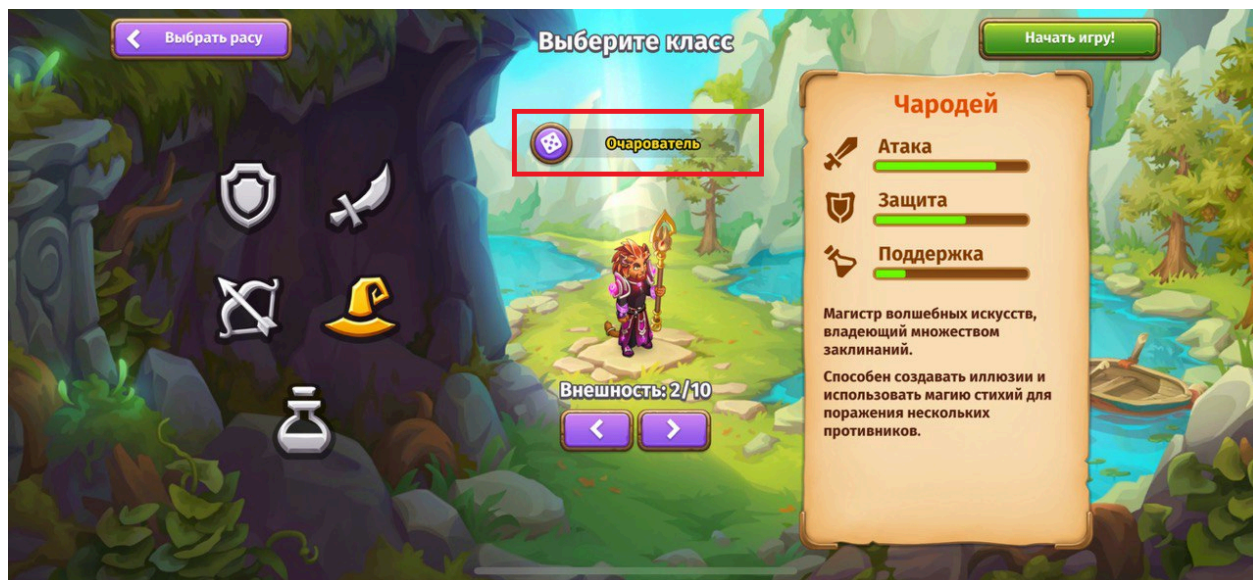 Выбрать расу
Выберите класс
Начать игру!
Очарователь
Внешность: 2/10
Чародей
Атака
Защита
Поддержка
Магистр волшебных искусств,
владеющий множеством
заклинаний.
Способен создавать иллюзии и
использовать магию стихий для
поражения нескольких
противников.